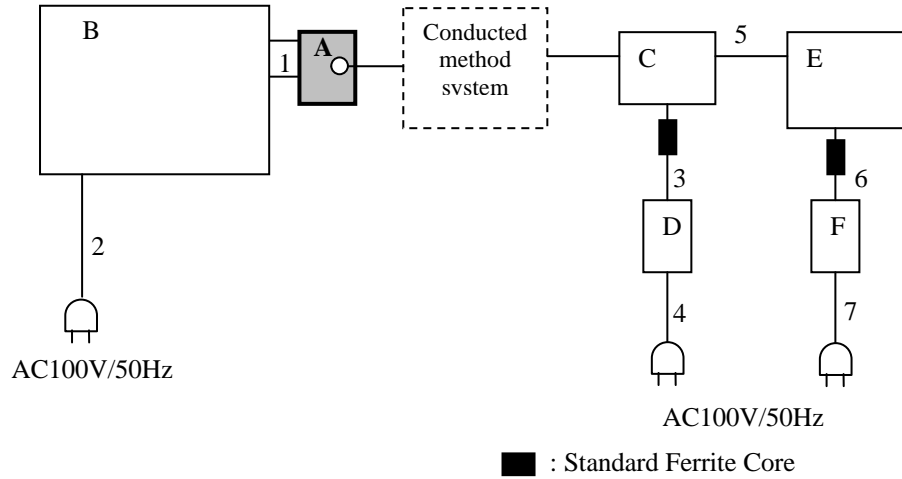 B
A
1
Conducted
method
svstem
C
5
E
3
6
D
F
2
4
7
AC100V/50Hz
AC100V/50Hz
: Standard Ferrite Core